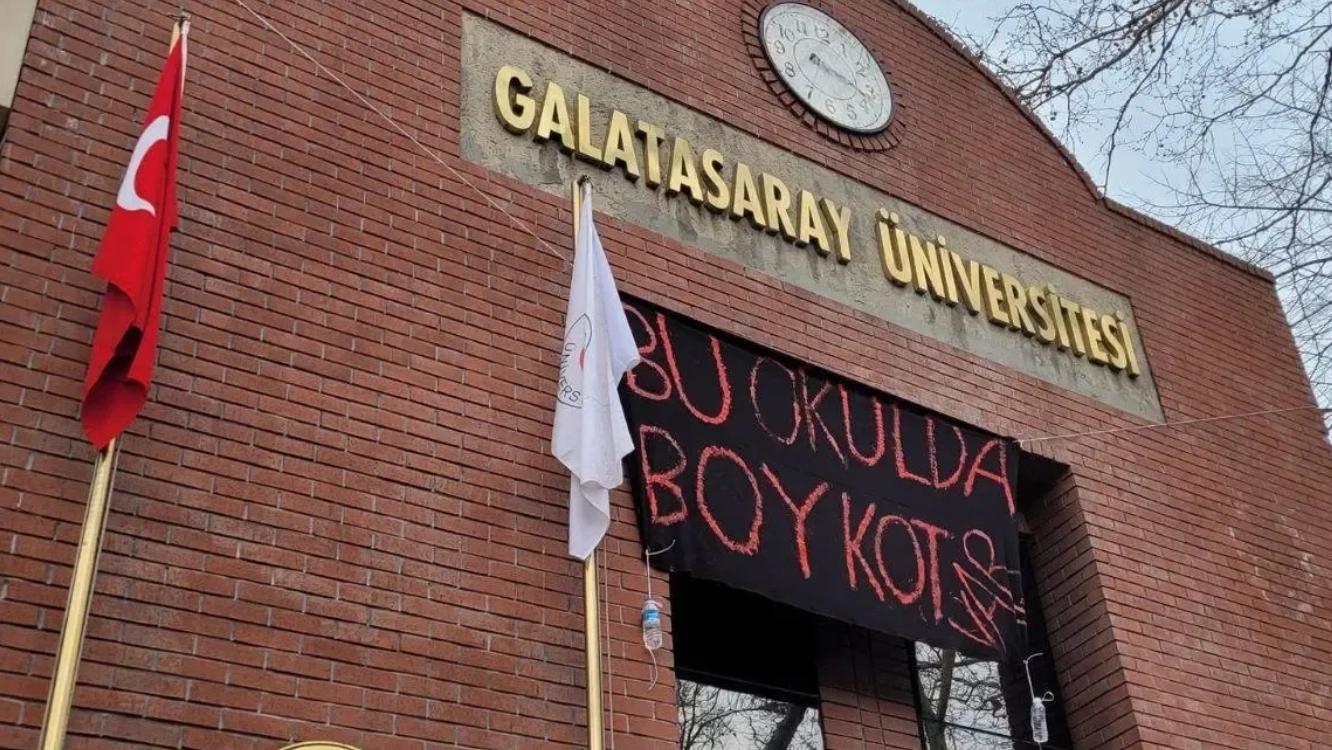 GALATASARAY ÜNİVERSİTESİ
BU OKULDA
BOYKOT VAR